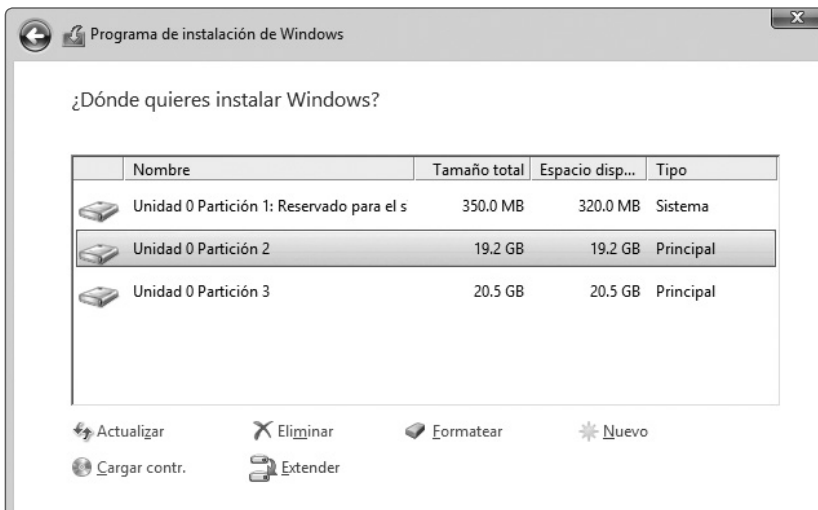 Programa de instalación de Windows
¿Dónde quieres instalar Windows?
Nombre Tamaño total Espacio disp... Tipo
Unidad 0 Partición 1: Reservado para el s 350.0 MB 320.0 MB Sistema
Unidad 0 Partición 2 19.2 GB 19.2 GB Principal
Unidad 0 Partición 3 20.5 GB 20.5 GB Principal
Actualizar Eliminar Formatear Nuevo
Cargar contr. Extender